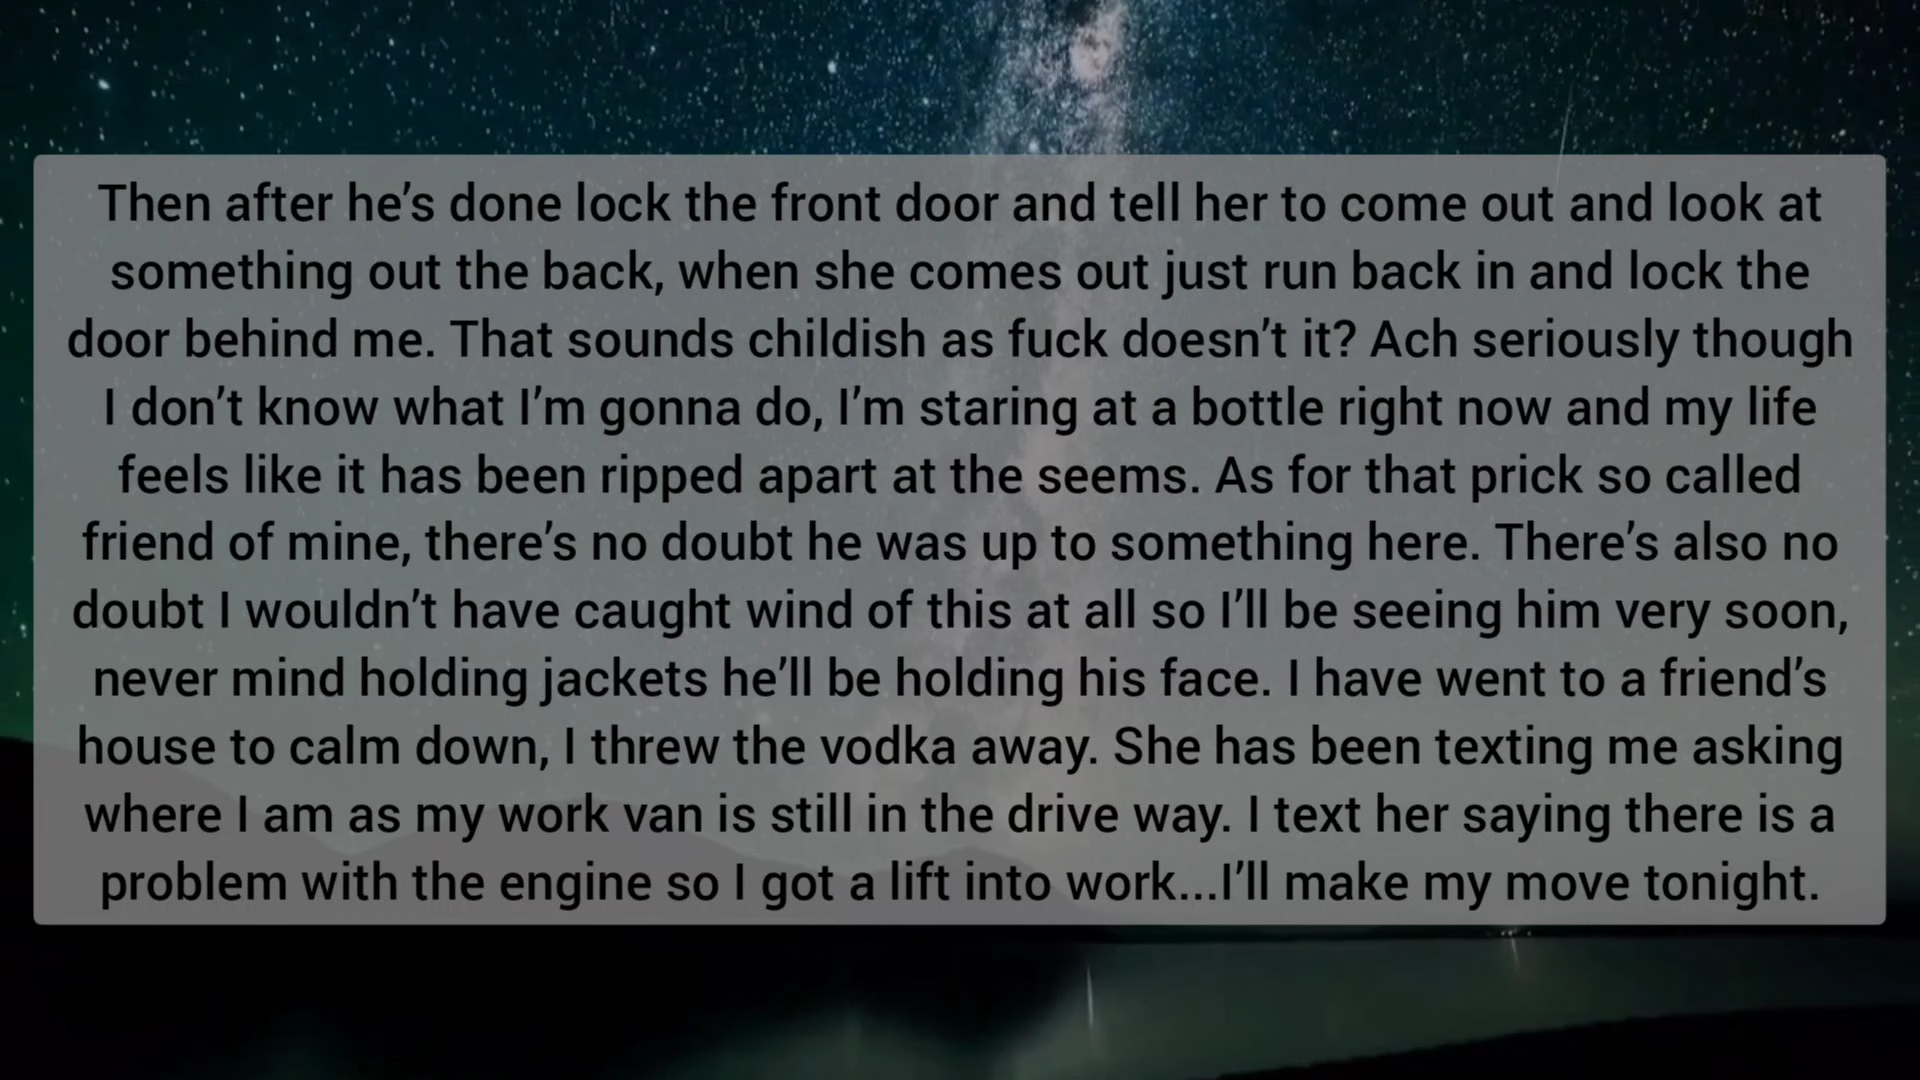 Then after he’s done lock the front door and tell her to come out and look at
something out the back, when she comes out just run back in and lock the
door behind me. That sounds childish as fuck doesn’t it? Ach seriously though
I don’t know what I’m gonna do, I’m staring at a bottle right now and my life
feels like it has been ripped apart at the seems. As for that prick so called
friend of mine, there’s no doubt he was up to something here. There’s also no
doubt I wouldn’t have caught wind of this at all so I’ll be seeing him very soon,
never mind holding jackets he’ll be holding his face. I have went to a friend’s
house to calm down, I threw the vodka away. She has been texting me asking
where I am as my work van is still in the drive way. I text her saying there is a
problem with the engine so I got a lift into work...I’ll make my move tonight.